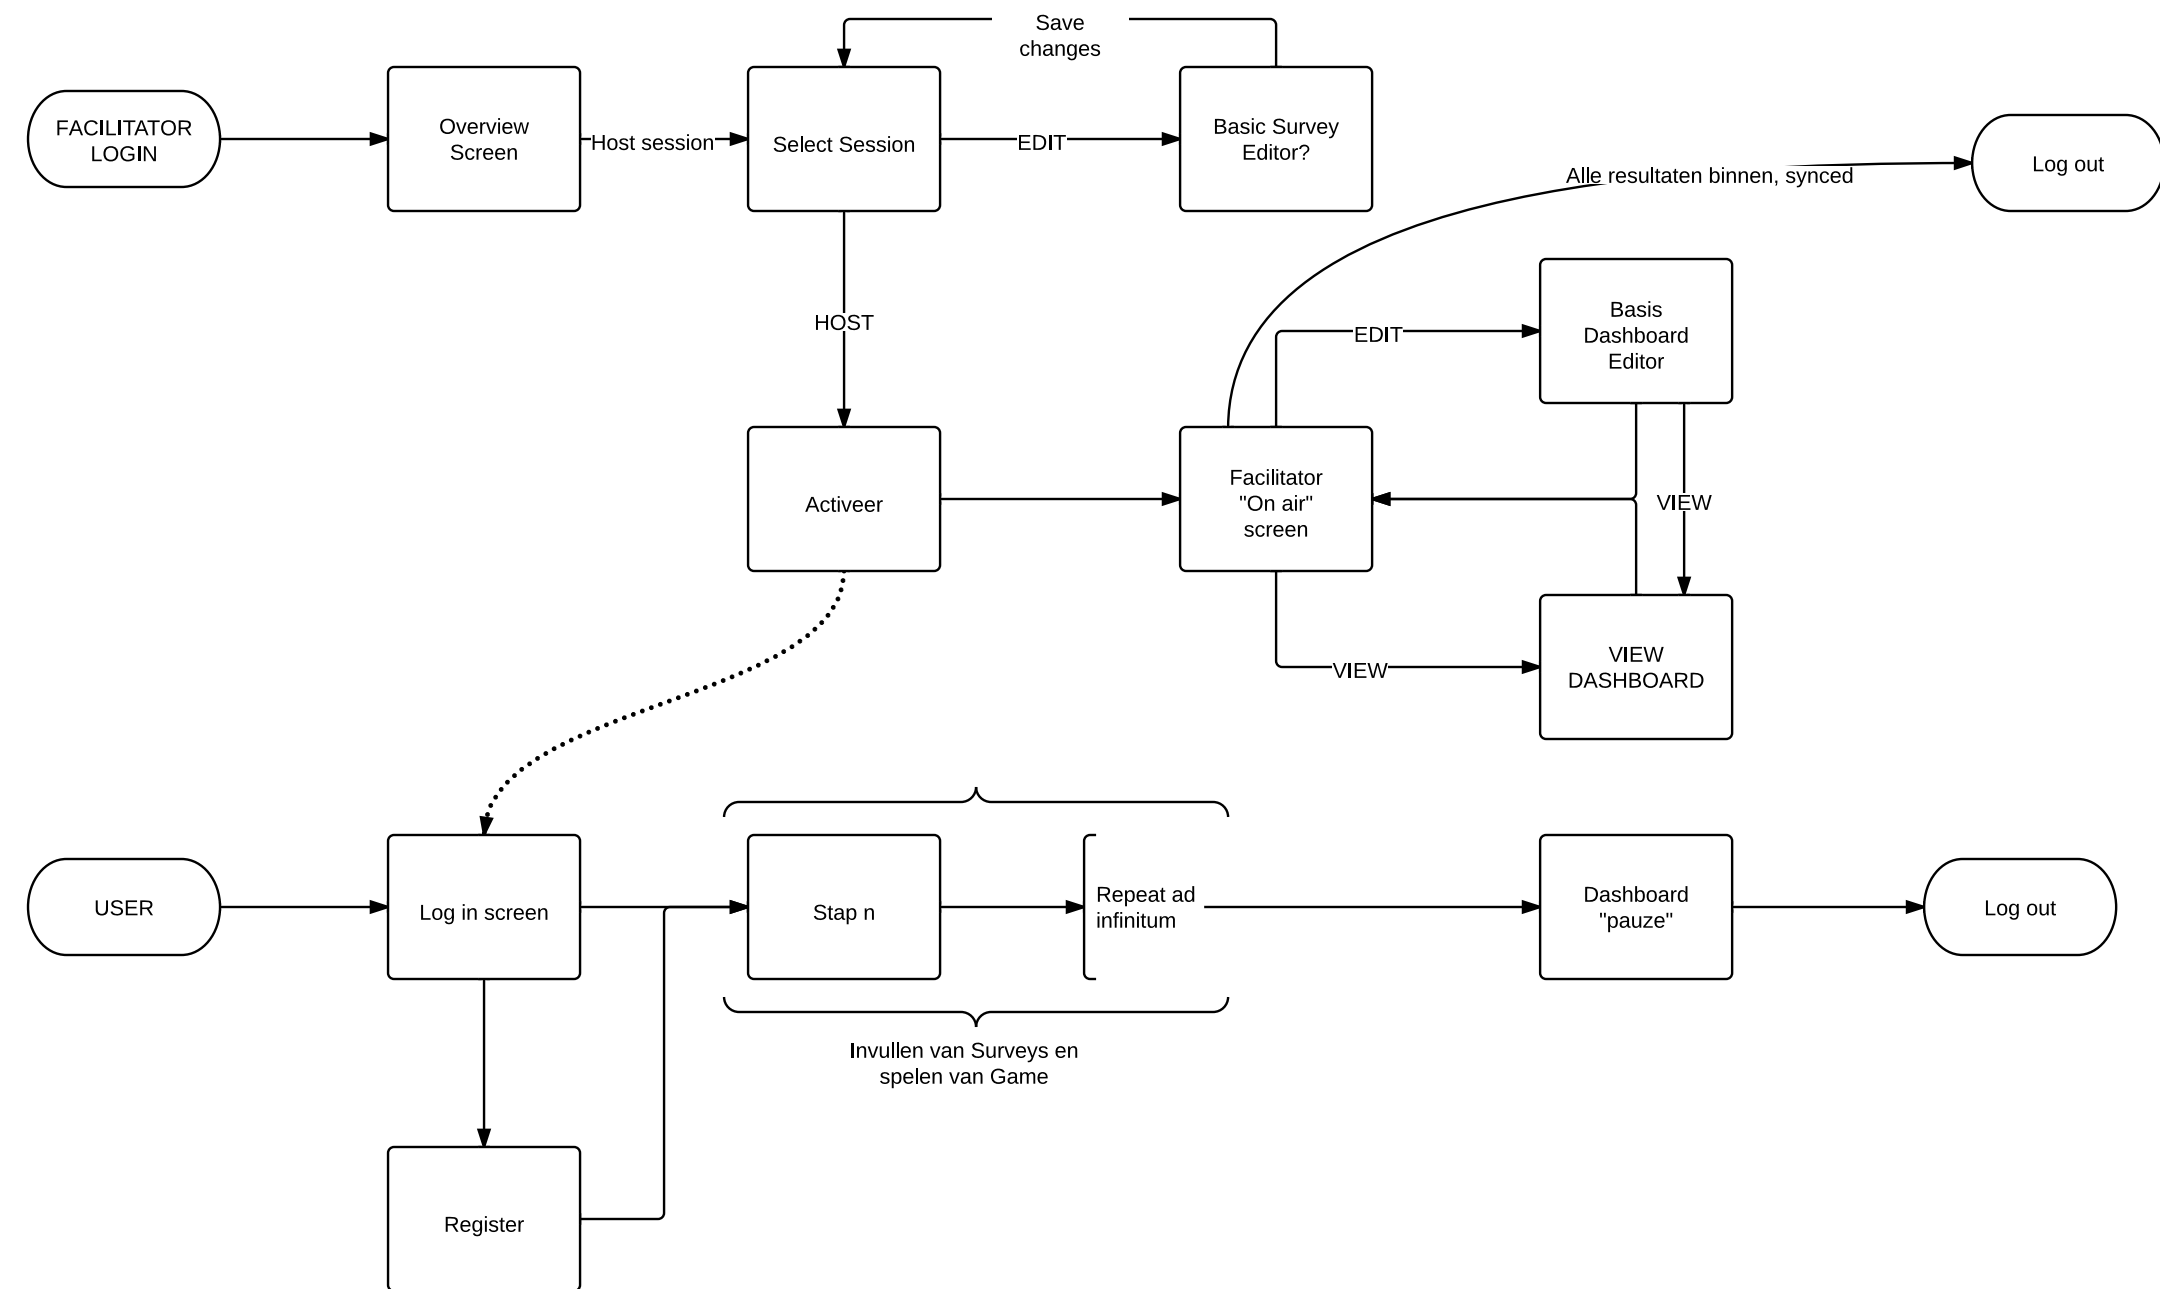 Save
changes
FACILITATOR
LOGIN
Overview
Screen
Host session
Select Session
EDIT
Basic Survey
Editor?
Alle resultaten binnen, synced
Log out
HOST
EDIT
Basis
Dashboard
Editor
Activeer
Facilitator
"On air"
screen
VIEW
VIEW
VIEW
DASHBOARD
USER
Log in screen
Stap n
Repeat ad
infinitum
Dashboard
"pauze"
Log out
Invullen van Surveys en
spelen van Game
Register